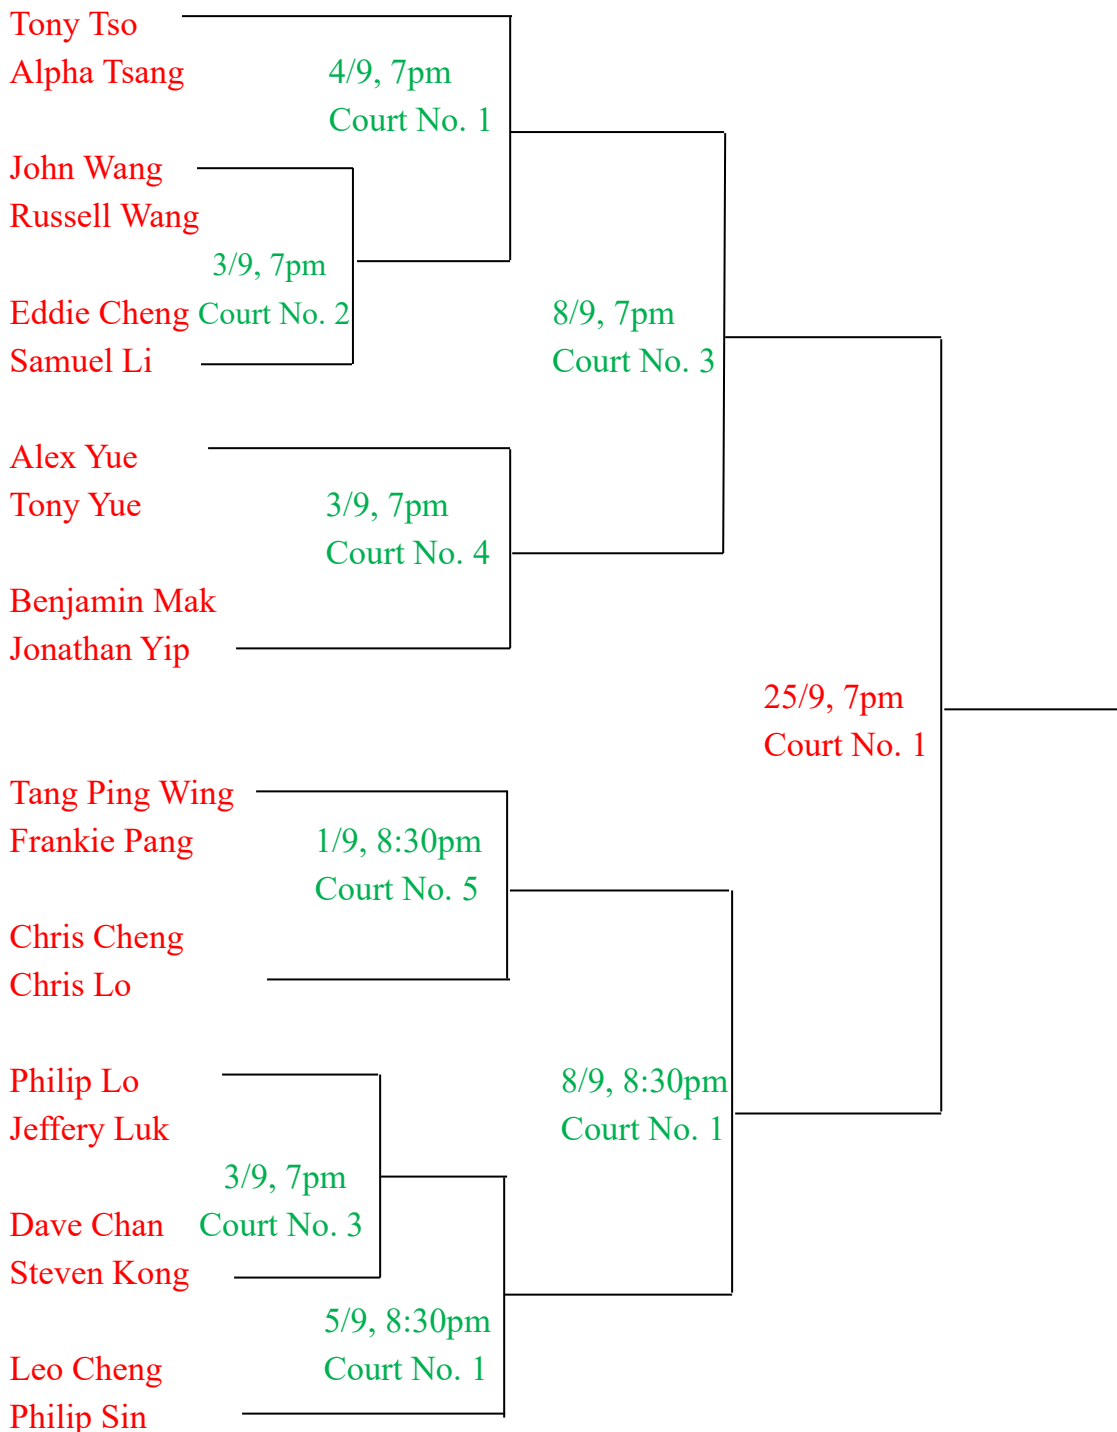 Tony Tso
Alpha Tsang
4/9, 7pm
Court No. 1
John Wang
Russell Wang
3/9, 7pm
Eddie Cheng Court No. 2
Samuel Li
8/9, 7pm
Court No. 3
Alex Yue
Tony Yue
3/9, 7pm
Court No. 4
Benjamin Mak
Jonathan Yip
25/9, 7pm
Court No. 1
Tang Ping Wing
Frankie Pang
1/9, 8:30pm
Court No. 5
Chris Cheng
Chris Lo
Philip Lo
Jeffery Luk
8/9, 8:30pm
Court No. 1
3/9, 7pm
Dave Chan Court No. 3
Steven Kong
5/9, 8:30pm
Court No. 1
Leo Cheng
Philip Sin